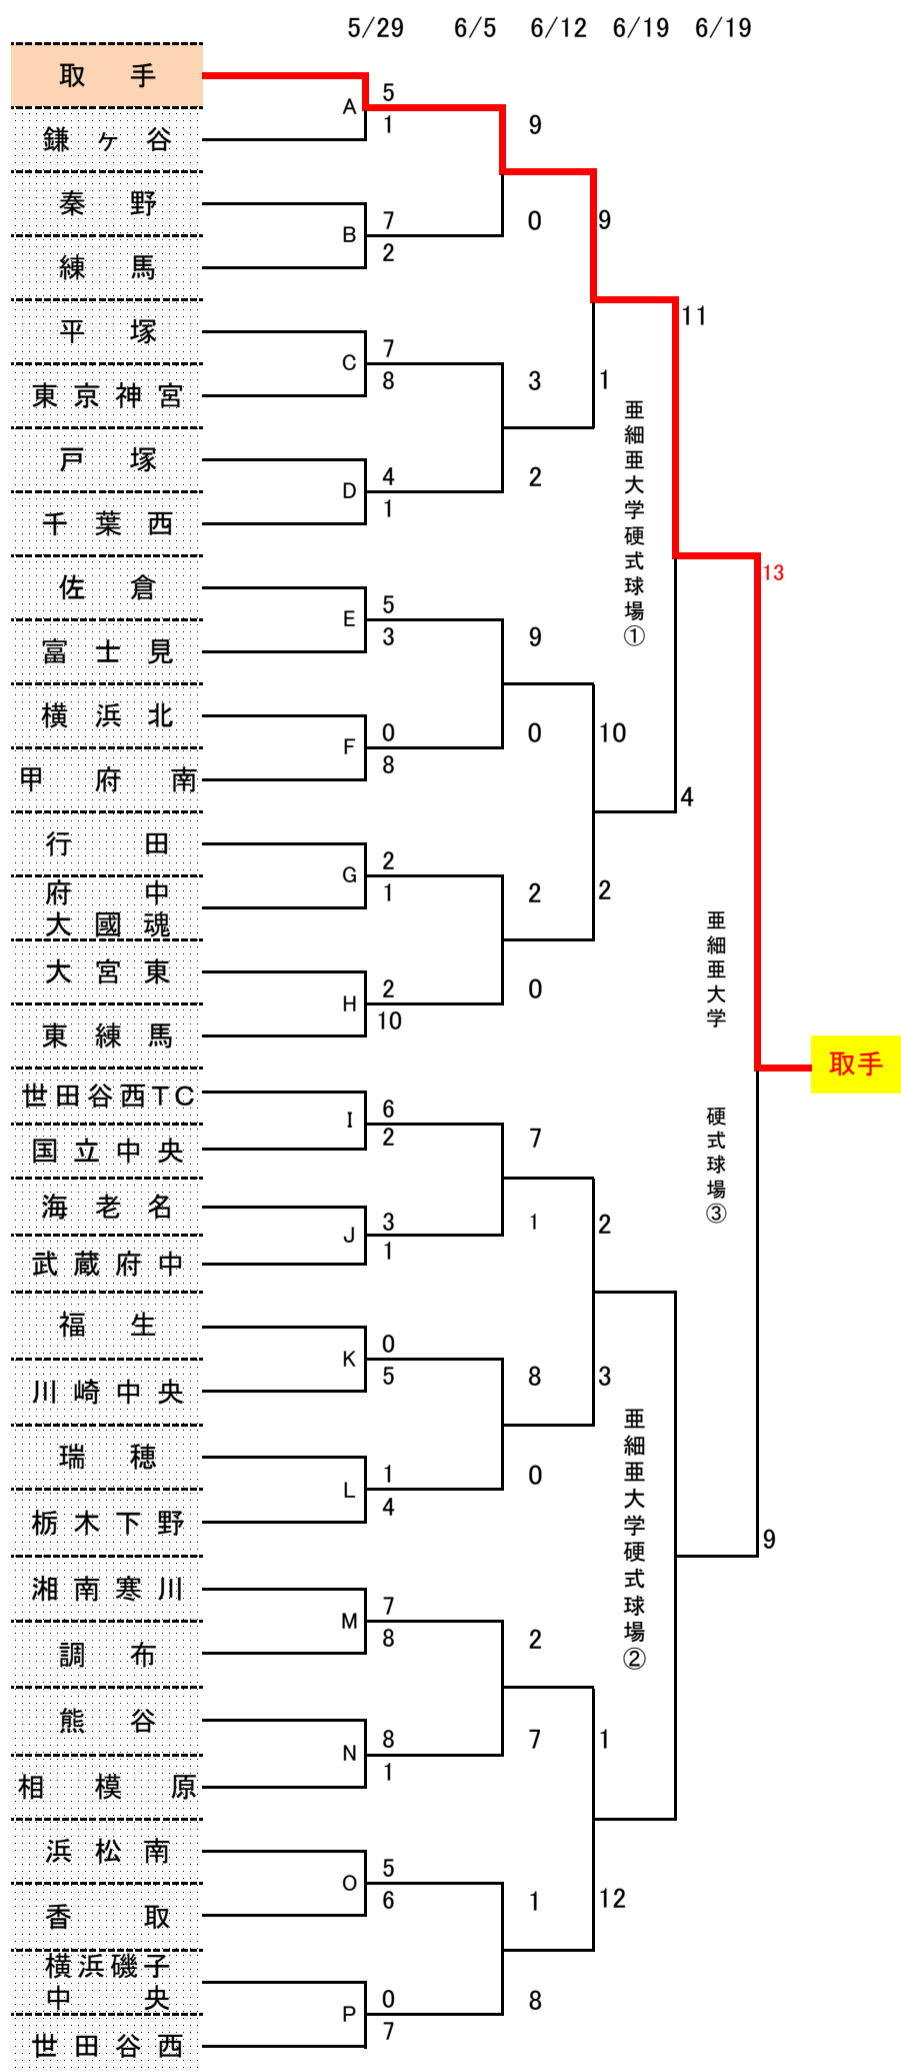 5/29 6/5 6/12 6/19 6/19
取手
鎌ヶ谷
A
5
1
秦野
練馬
B
7
2
9
0
平塚
東京神宮
C
7
8
戸塚
千葉西
D
4
1
3
2
9
1
佐倉
富士見
E
5
3
横浜北
甲府南
F
0
8
9
0
行田
府中
大國魂
G
2
1
大宮東
東練馬
H
2
10
2
0
10
2
11
4
亜細亜大学硬式球場①
世田谷西TC
国立中央
I
6
2
海老名
武蔵府中
J
3
1
7
1
福生
川崎中央
K
0
5
瑞穂
栃木下野
L
1
4
8
0
2
3
湘南寒川
調布
M
7
8
熊谷
相模原
N
8
1
2
7
浜松南
香取
O
5
6
横浜磯子
中央
世田谷西
P
0
7
1
8
1
12
亜細亜大学硬式球場②
13
9
亜細亜大学
硬式球場③
取手